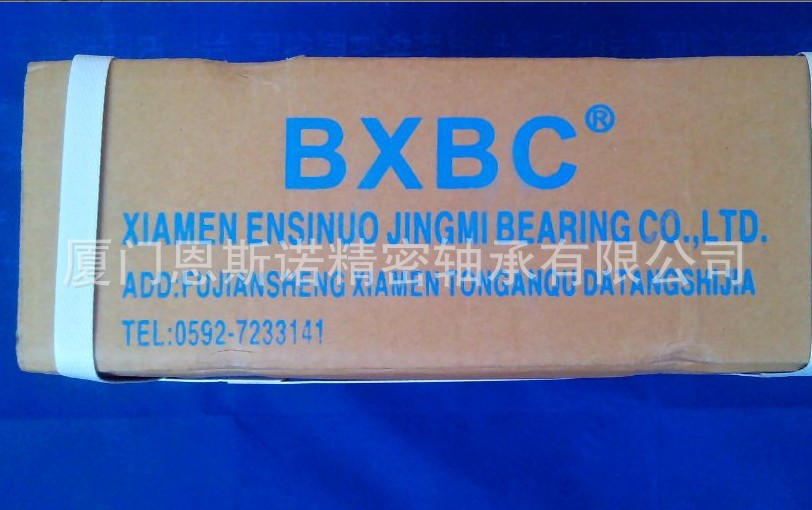 BXBC®
XIAMEN ENSINUO JINGMI BEARING CO.,LTD.
厦门恩斯诺精密轴承有限公司
ADD:FUJIANSHENG XIAMEN TONGANQU DATANGSHIJIA
TEL:0592-7233141